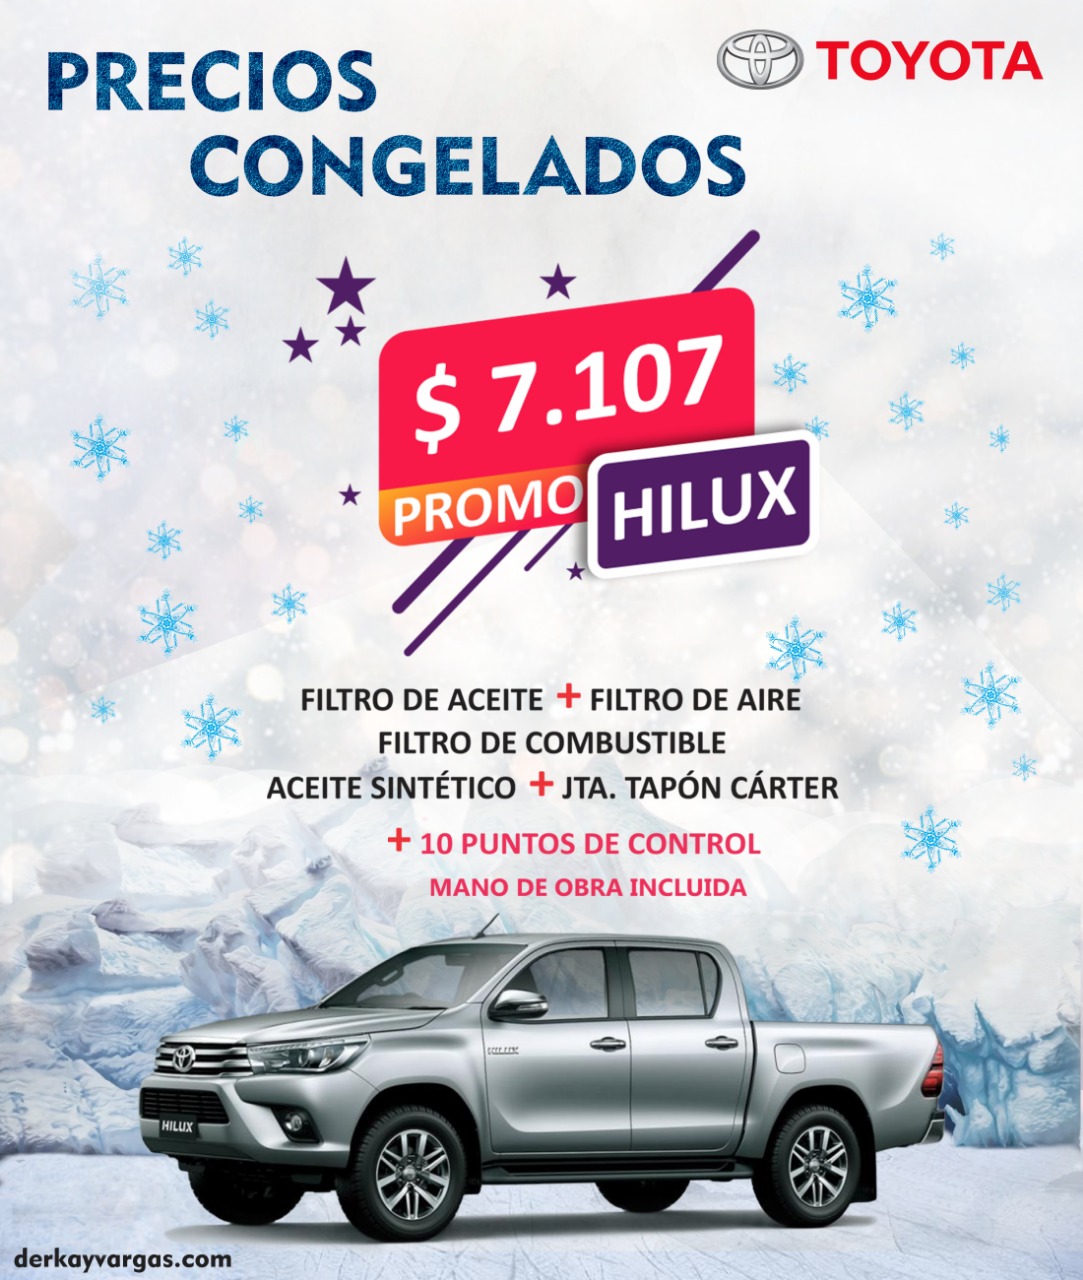 PRECIOS
CONGELADOS
TOYOTA
$ 7.107
PROMO
HILUX
FILTRO DE ACEITE + FILTRO DE AIRE
FILTRO DE COMBUSTIBLE
ACEITE SINTÉTICO + JTA. TAPÓN CÁRTER
+ 10 PUNTOS DE CONTROL
MANO DE OBRA INCLUIDA
HILUX
HILUX
derkayvargas.com